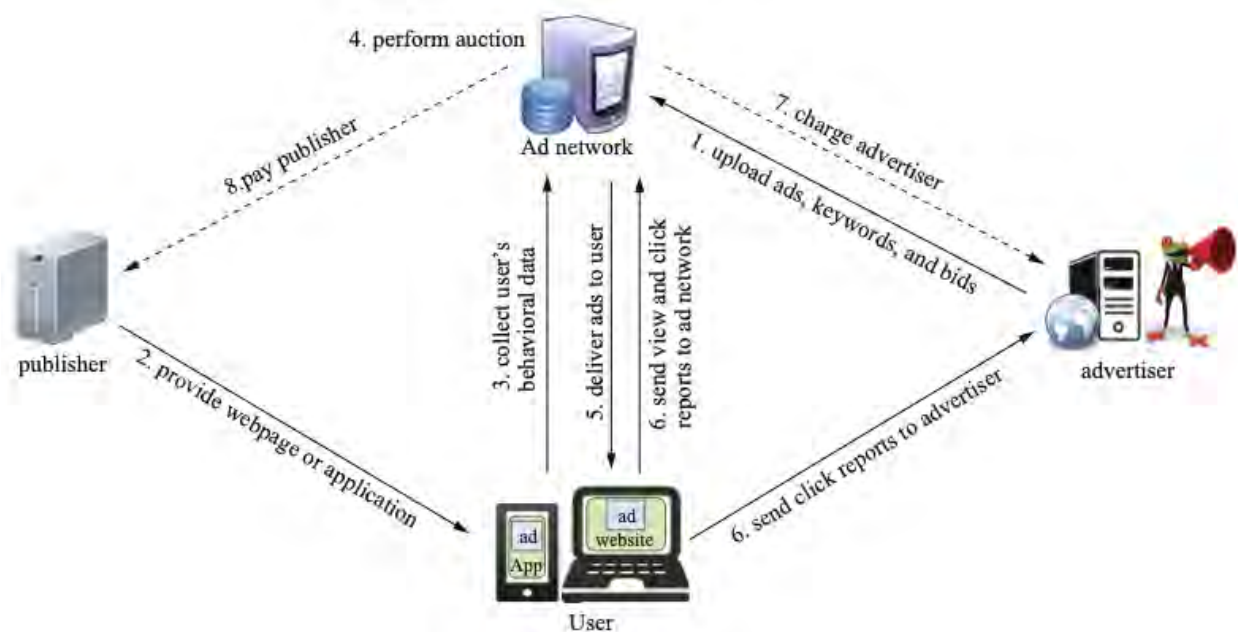 4. perform auction
Ad network
8.pay publisher
7. charge advertiser
1. upload ads, keywords, and bids
publisher
advertiser
2. provide webpage or application
3. collect user's
behavioral data
5. deliver ads to user
6. send view and click
reports to ad network
6. send click reports to advertiser
ad
App
ad
website
User